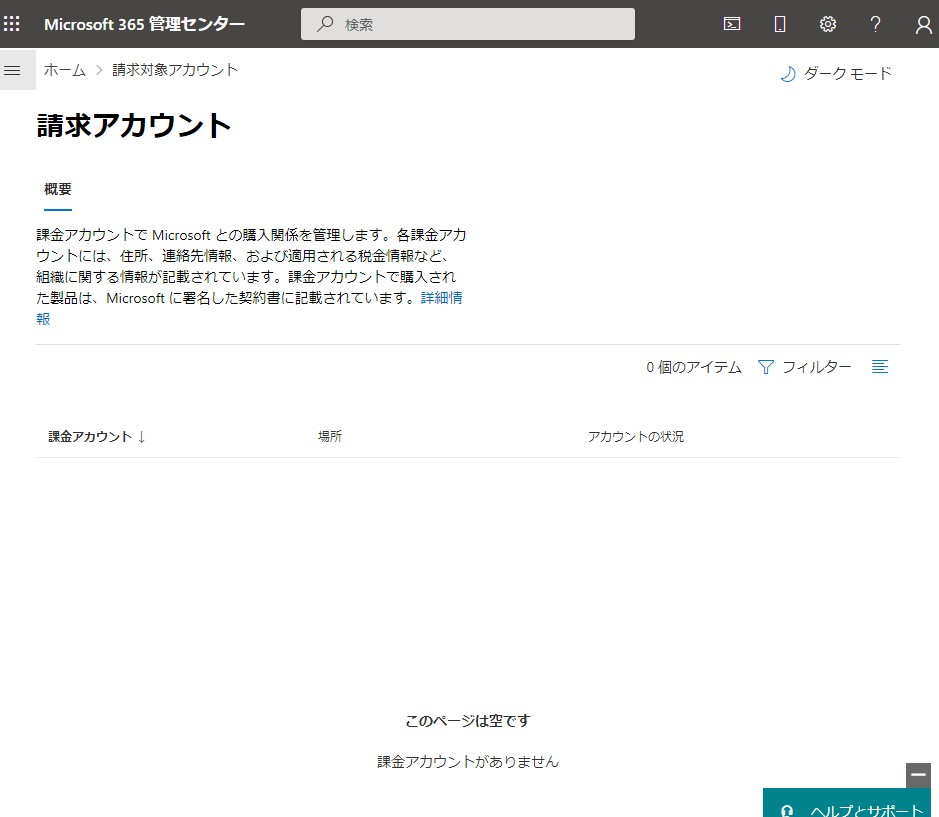 Microsoft 365 管理センター
検索
ホーム > 請求対象アカウント
ダーク モード
請求アカウント
概要
課金アカウントで Microsoft との購入関係を管理します。各課金アカ
ウントには、住所、連絡先情報、および適用される税金情報など、
組織に関する情報が記載されています。課金アカウントで購入され
た製品は、Microsoft に署名した契約書に記載されています。詳細情
報
0 個のアイテム フィルター
課金アカウント ↓ 場所 アカウントの状況
このページは空です
課金アカウントがありません
ヘルプとサポート